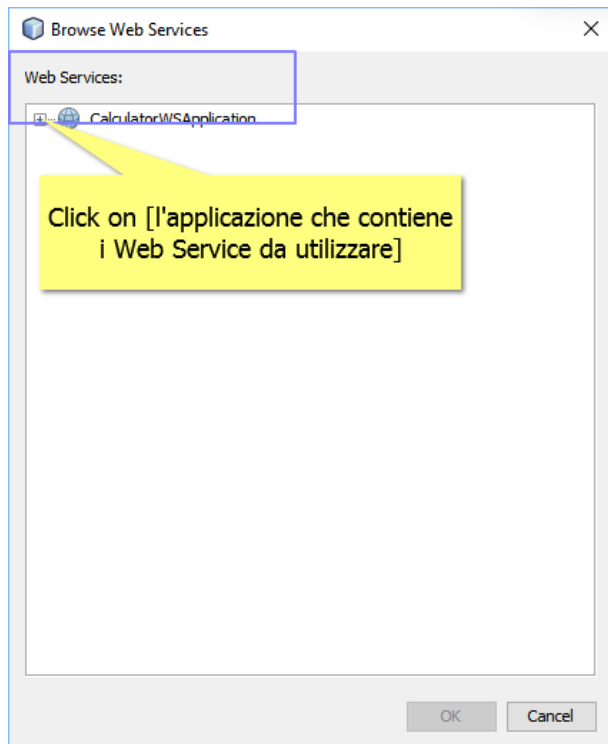 Browse Web Services
Web Services:
CalculatorWSApplication
Click on [l'applicazione che contiene
i Web Service da utilizzare]
OK
Cancel